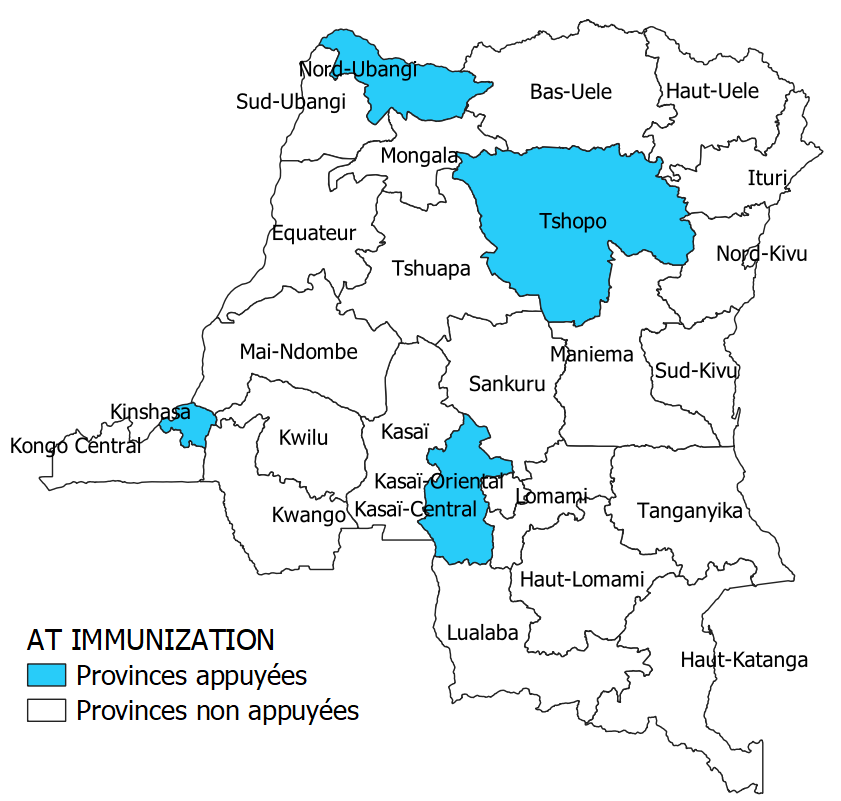 Nord-Ubangi
Bas-Uele
Haut-Uele
Sud-Ubangi
Mongala
Ituri
Tshopo
Equateur
Nord-Kivu
Tshuapa
Mai-Ndombe
Maniema
Sud-Kivu
Sankuru
Kinshasa
Kasaï
Kwilu
Kongo Central
Kasaï-Oriental
Lomami
Kasaï-Central
Kwango
Tanganyika
Haut-Lomami
Lualaba
Haut-Katanga
AT IMMUNIZATION
Provinces appuyées
Provinces non appuyées